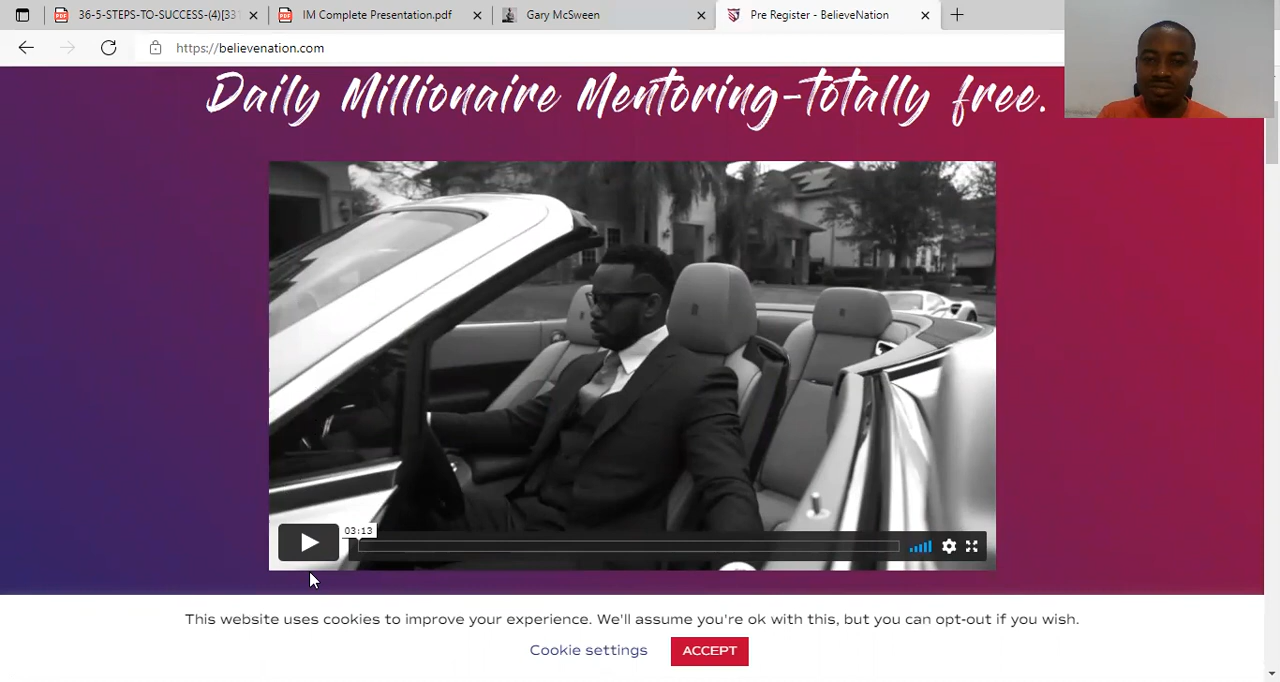 36-5-STEPS-TO-SUCCESS-(4)[331
IM Complete Presentation.pdf
Gary McSween
Pre Register - BelieveNation
https://believenation.com
Daily Millionaire Mentoring-totally free.
03:13
This website uses cookies to improve your experience. We'll assume you're ok with this, but you can opt-out if you wish.
Cookie settings
ACCEPT